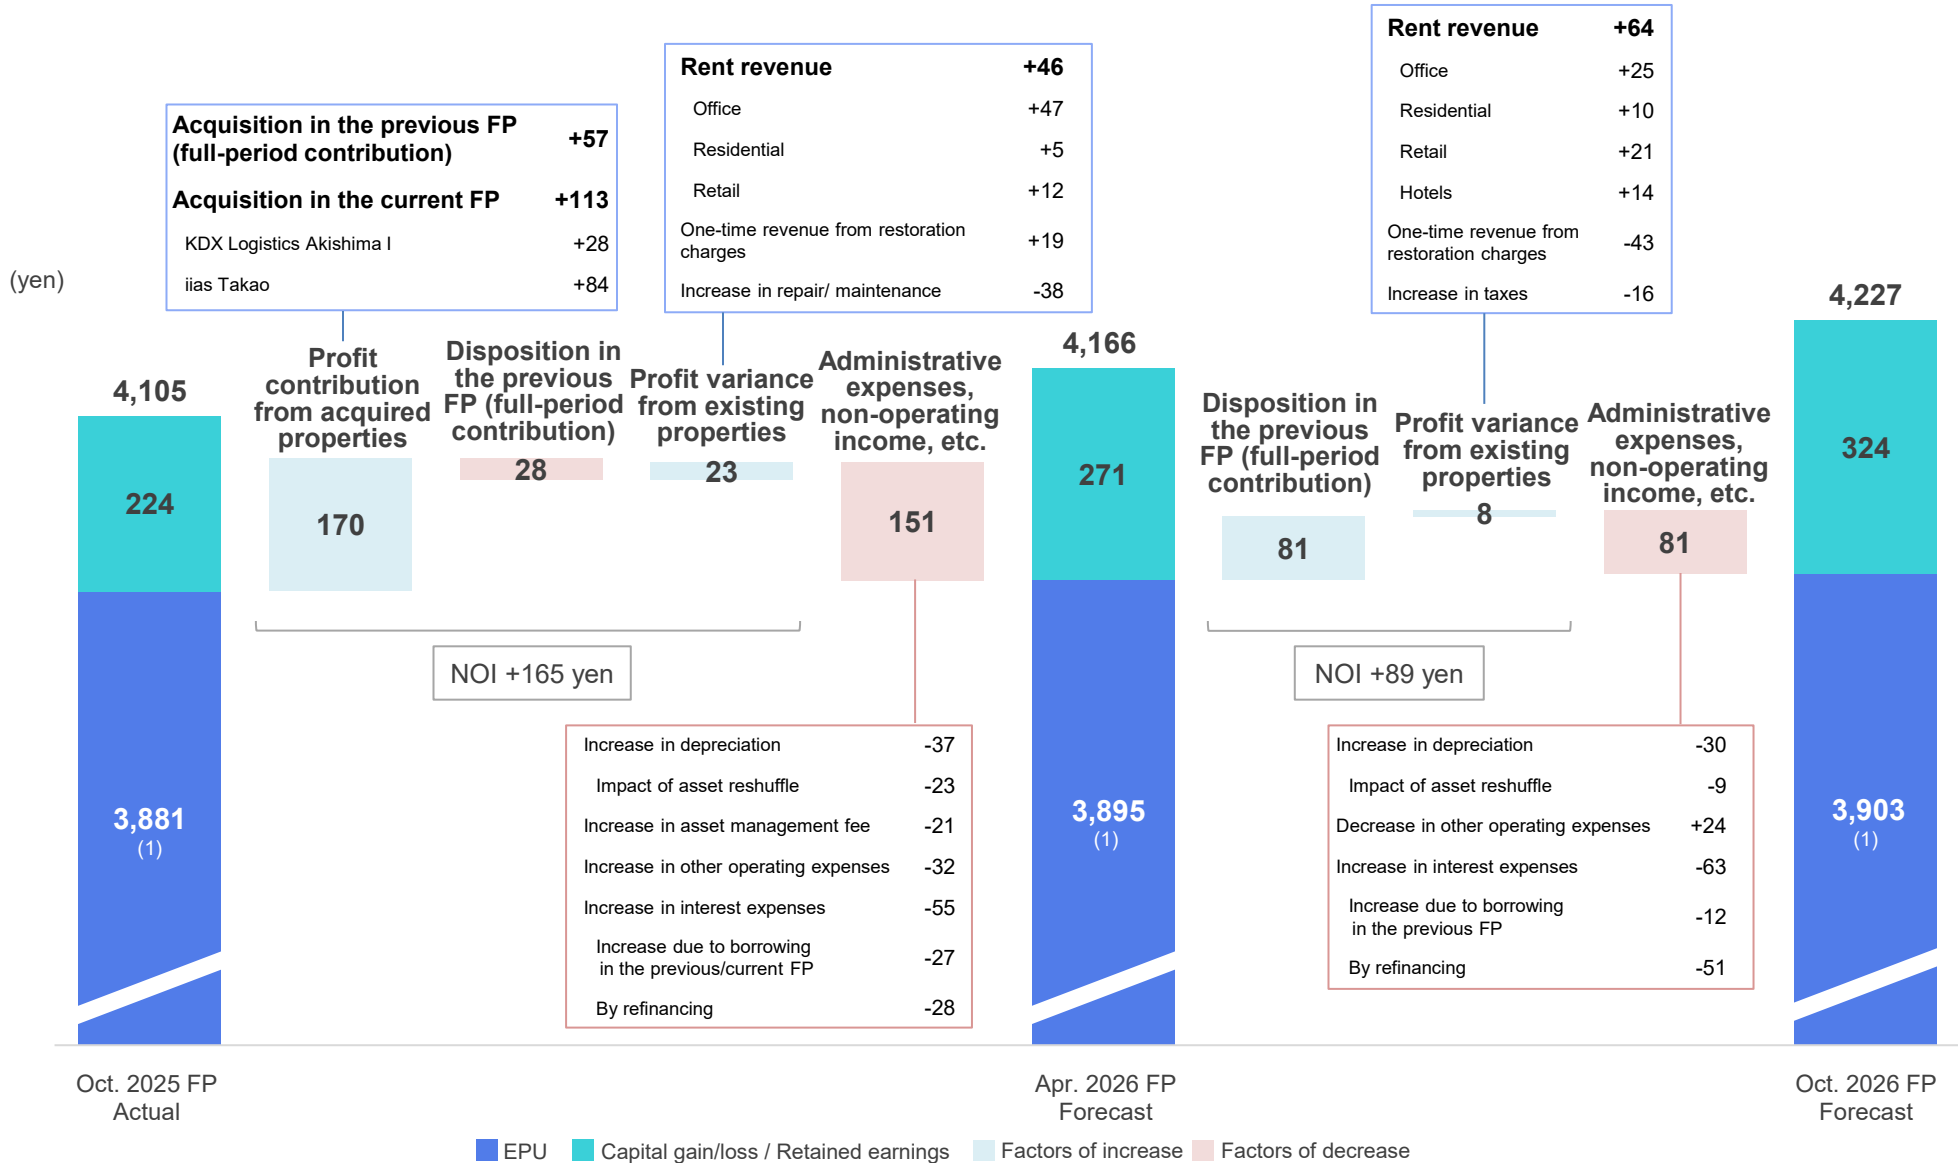 (yen)
Acquisition in the previous FP
(full-period contribution) +57
Acquisition in the current FP +113
KDX Logistics Akishima I +28
iias Takao +84
Rent revenue +46
Office +47
Residential +5
Retail +12
One-time revenue from restoration
charges +19
Increase in repair/ maintenance -38
Rent revenue +64
Office +25
Residential +10
Retail +21
Hotels +14
One-time revenue from
restoration charges -43
Increase in taxes -16
4,105
224
3,881
(1)
Profit
contribution
from acquired
properties
170
Disposition in
the previous
FP (full-period
contribution)
28
Profit variance
from existing
properties
23
Administrative
expenses,
non-operating
income, etc.
151
4,166
271
3,895
(1)
Disposition in
the previous
FP (full-period
contribution)
81
Profit variance
from existing
properties
8
Administrative
expenses,
non-operating
income, etc.
81
4,227
324
3,903
(1)
NOI +165 yen
NOI +89 yen
Increase in depreciation -37
Impact of asset reshuffle -23
Increase in asset management fee -21
Increase in other operating expenses -32
Increase in interest expenses -55
Increase due to borrowing
in the previous/current FP -27
By refinancing -28
Increase in depreciation -30
Impact of asset reshuffle -9
Decrease in other operating expenses +24
Increase in interest expenses -63
Increase due to borrowing
in the previous FP -12
By refinancing -51
Oct. 2025 FP
Actual
Apr. 2026 FP
Forecast
Oct. 2026 FP
Forecast
EPU Capital gain/loss / Retained earnings Factors of increase Factors of decrease